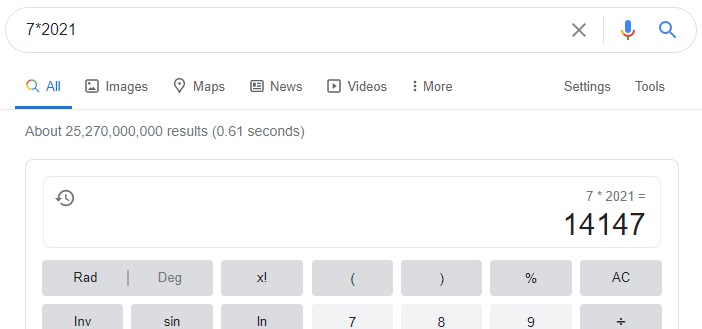 7*2021
All Images Maps News Videos More Settings Tools
About 25,270,000,000 results (0.61 seconds)
7 * 2021 =
14147
Rad | Deg x! ( ) % AC
Inv sin ln 7 8 9 ÷